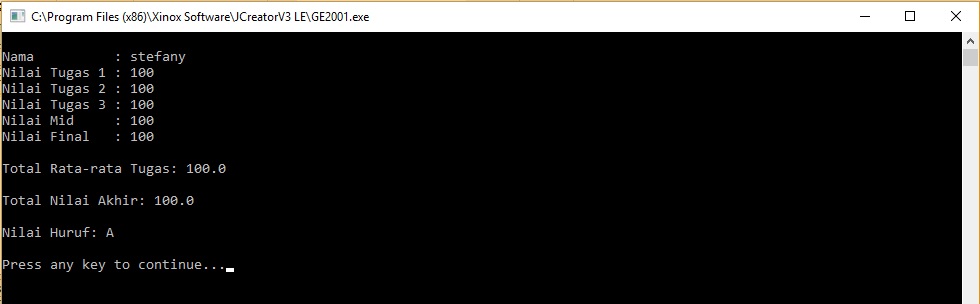 C:\Program Files (x86)\Xinox Software\JCreatorV3 LE\GE2001.exe
Nama          : stefany
Nilai Tugas 1 : 100
Nilai Tugas 2 : 100
Nilai Tugas 3 : 100
Nilai Mid     : 100
Nilai Final   : 100
Total Rata-rata Tugas: 100.0
Total Nilai Akhir: 100.0
Nilai Huruf: A
Press any key to continue...